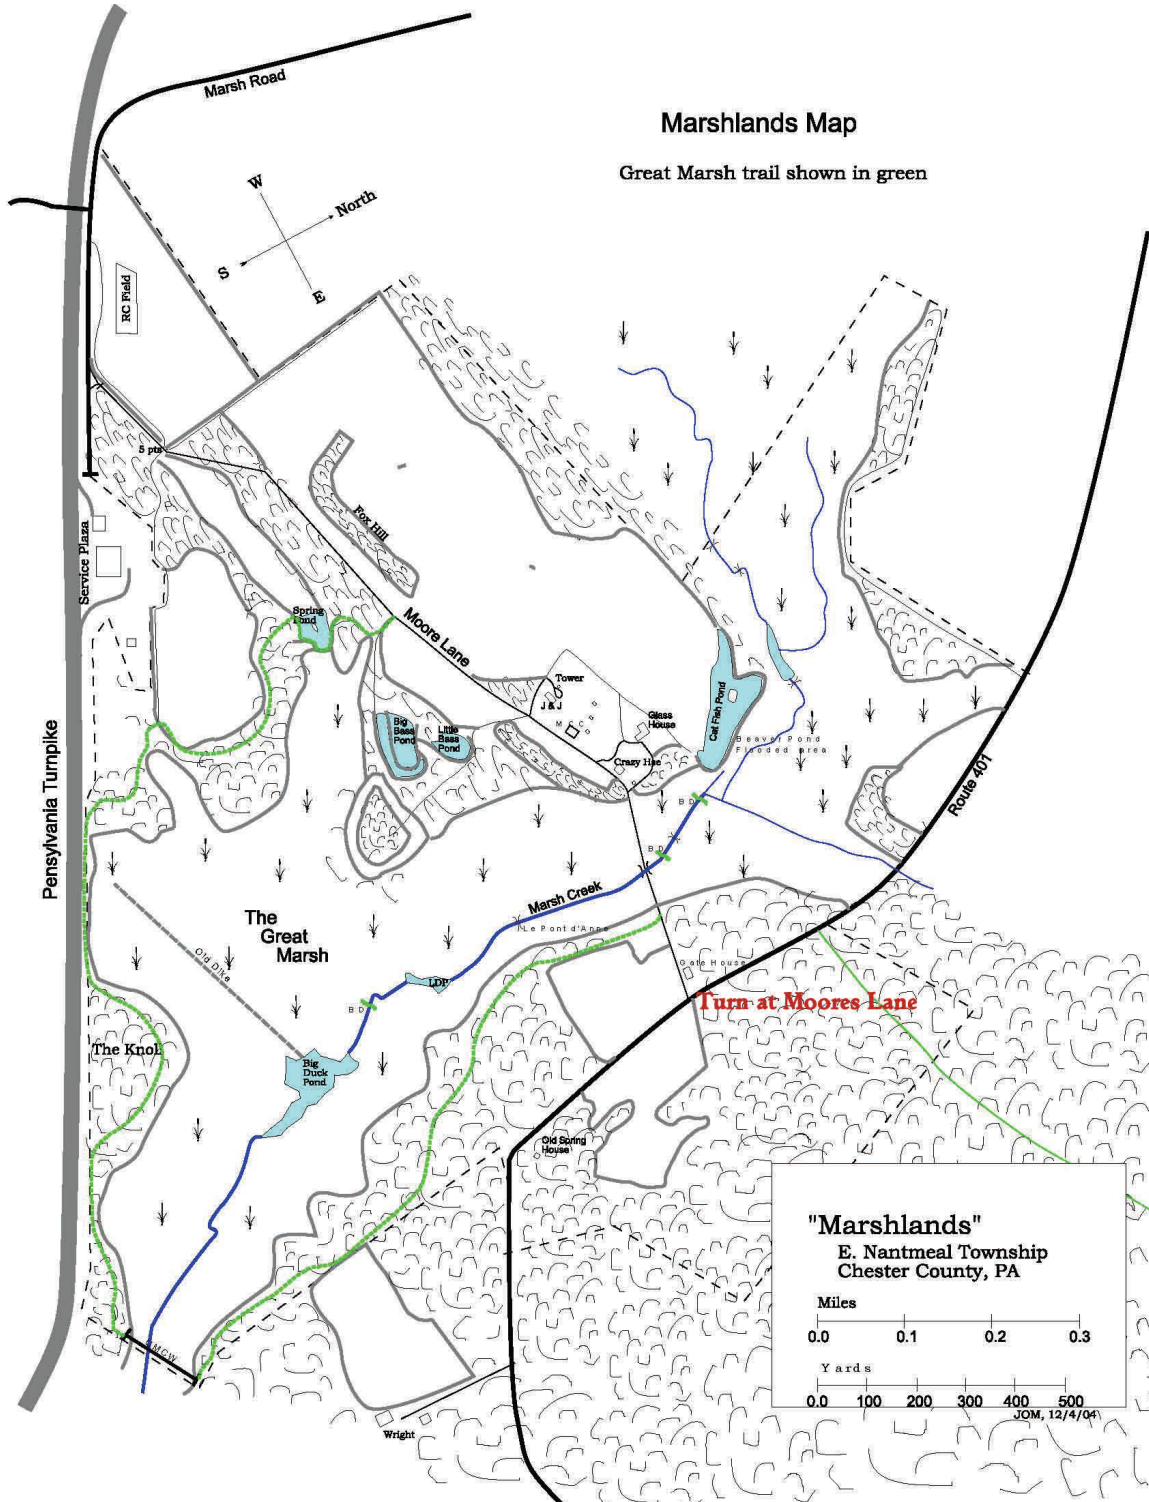 Marsh Road
Marshlands Map
Great Marsh trail shown in green
W
North
S
E
RC Field
5 pts
Fox Hill
Service Plaza
Spring
Pond
Moore Lane
Tower
J & J
M C
Glass
House
Crazy Hse
Cat Fish Pond
Big
Bass
Pond
Little
Bass
Pond
Beaver Pond
Flooded area
Route 401
Pensylvania Turnpike
B D
B D
Marsh Creek
Le Pont d'Anne
The
Great
Marsh
Old Dike
LDP
Gate House
B D
Turn at Moores Lane
The Knob
Big
Duck
Pond
Old Spring
House
"Marshlands"
E. Nantmeal Township
Chester County, PA
Miles
0.0 0.1 0.2 0.3
Yards
0.0 100 200 300 400 500
JOM, 12/4/04
MCW
Wright